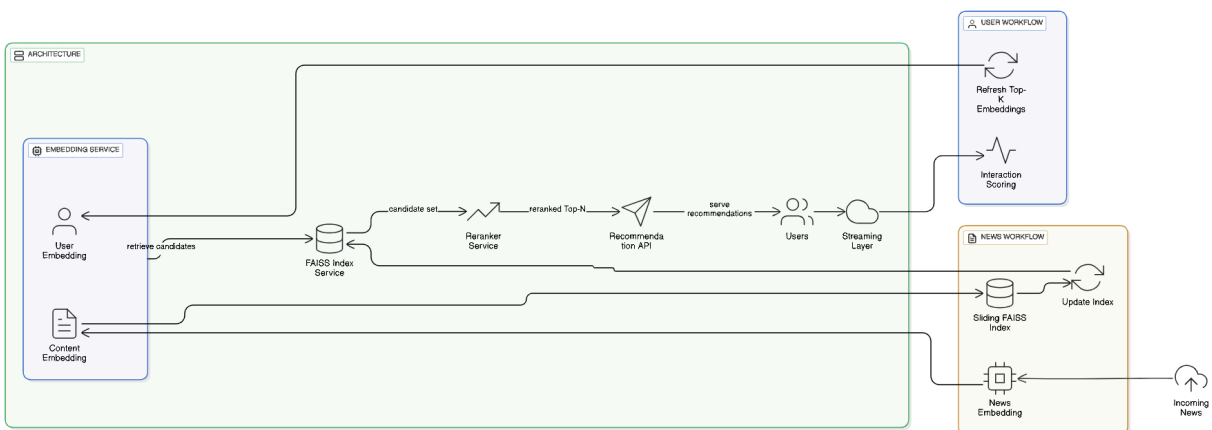 USER WORKFLOW
ARCHITECTURE
Refresh Top-
K
Embeddings
EMBEDDING SERVICE
Interaction
Scoring
candidate set
reranked Top-N
serve
recommendations
User
Embedding
retrieve candidates
FAISS Index
Service
Reranker
Service
Recommenda
tion API
Users
Streaming
Layer
NEWS WORKFLOW
Update Index
Sliding FAISS
Index
Content
Embedding
News
Embedding
Incoming
News